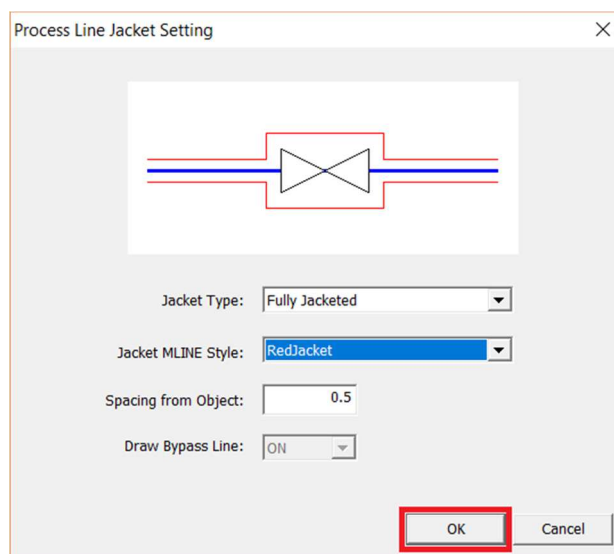 Process Line Jacket Setting
Jacket Type: Fully Jacketed
Jacket MLINE Style: RedJacket
Spacing from Object: 0.5
Draw Bypass Line: ON
OK Cancel